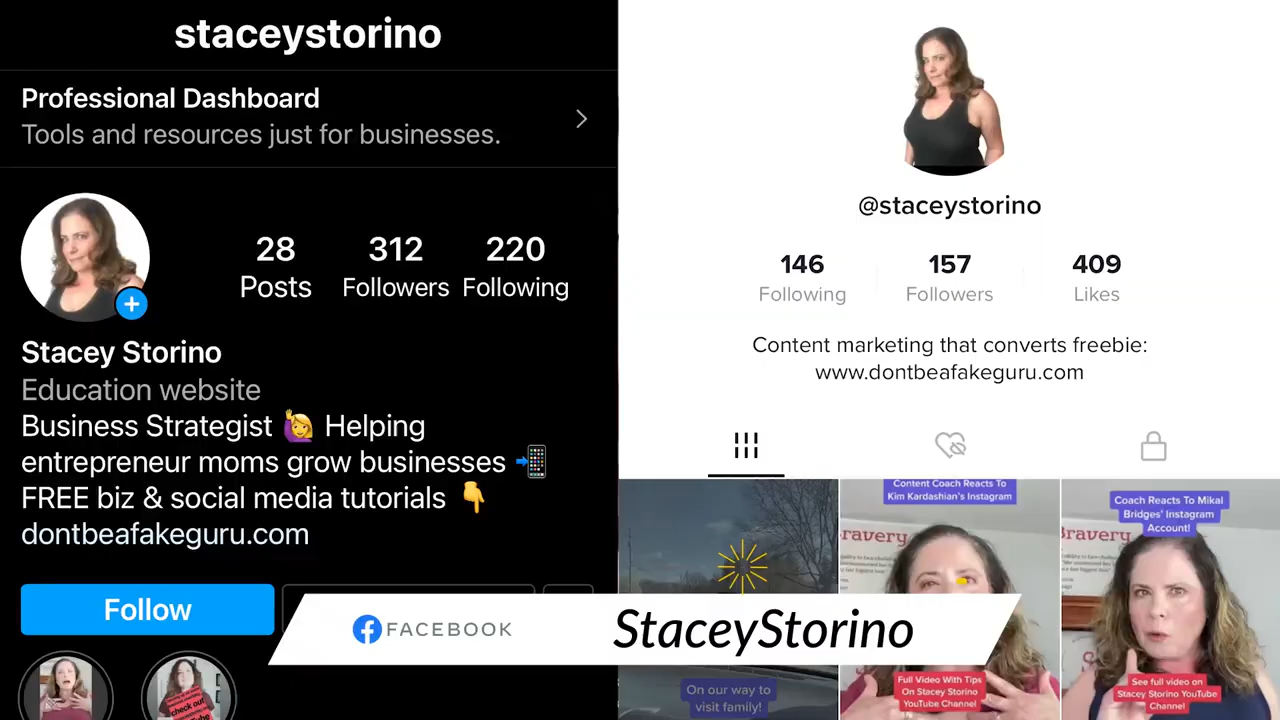 staceystorino
Professional Dashboard
Tools and resources just for businesses.
28
Posts
312
Followers
220
Following
Stacey Storino
Education website
Business Strategist 🙋‍♀️ Helping
entrepreneur moms grow businesses 📲
FREE biz & social media tutorials 👇
dontbeafakeguru.com
Follow
@staceystorino
146
Following
157
Followers
409
Likes
Content marketing that converts freebie:
www.dontbeafakeguru.com
On our way to
visit family!
Content Coach Reacts To
Kim Kardashian's Instagram
Full Video With Tips
On Stacey Storino
YouTube Channel
Coach Reacts To Mikal
Bridges' Instagram
Account!
See full video on
Stacey Storino YouTube
Channel!
FACEBOOK
StaceyStorino
check out